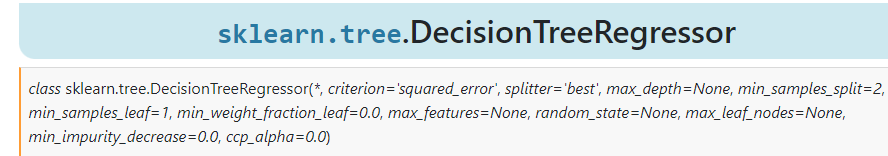 sklearn.tree.DecisionTreeRegressor
class sklearn.tree.DecisionTreeRegressor(*, criterion='squared_error', splitter='best', max_depth=None, min_samples_split=2,
min_samples_leaf=1, min_weight_fraction_leaf=0.0, max_features=None, random_state=None, max_leaf_nodes=None,
min_impurity_decrease=0.0, ccp_alpha=0.0)